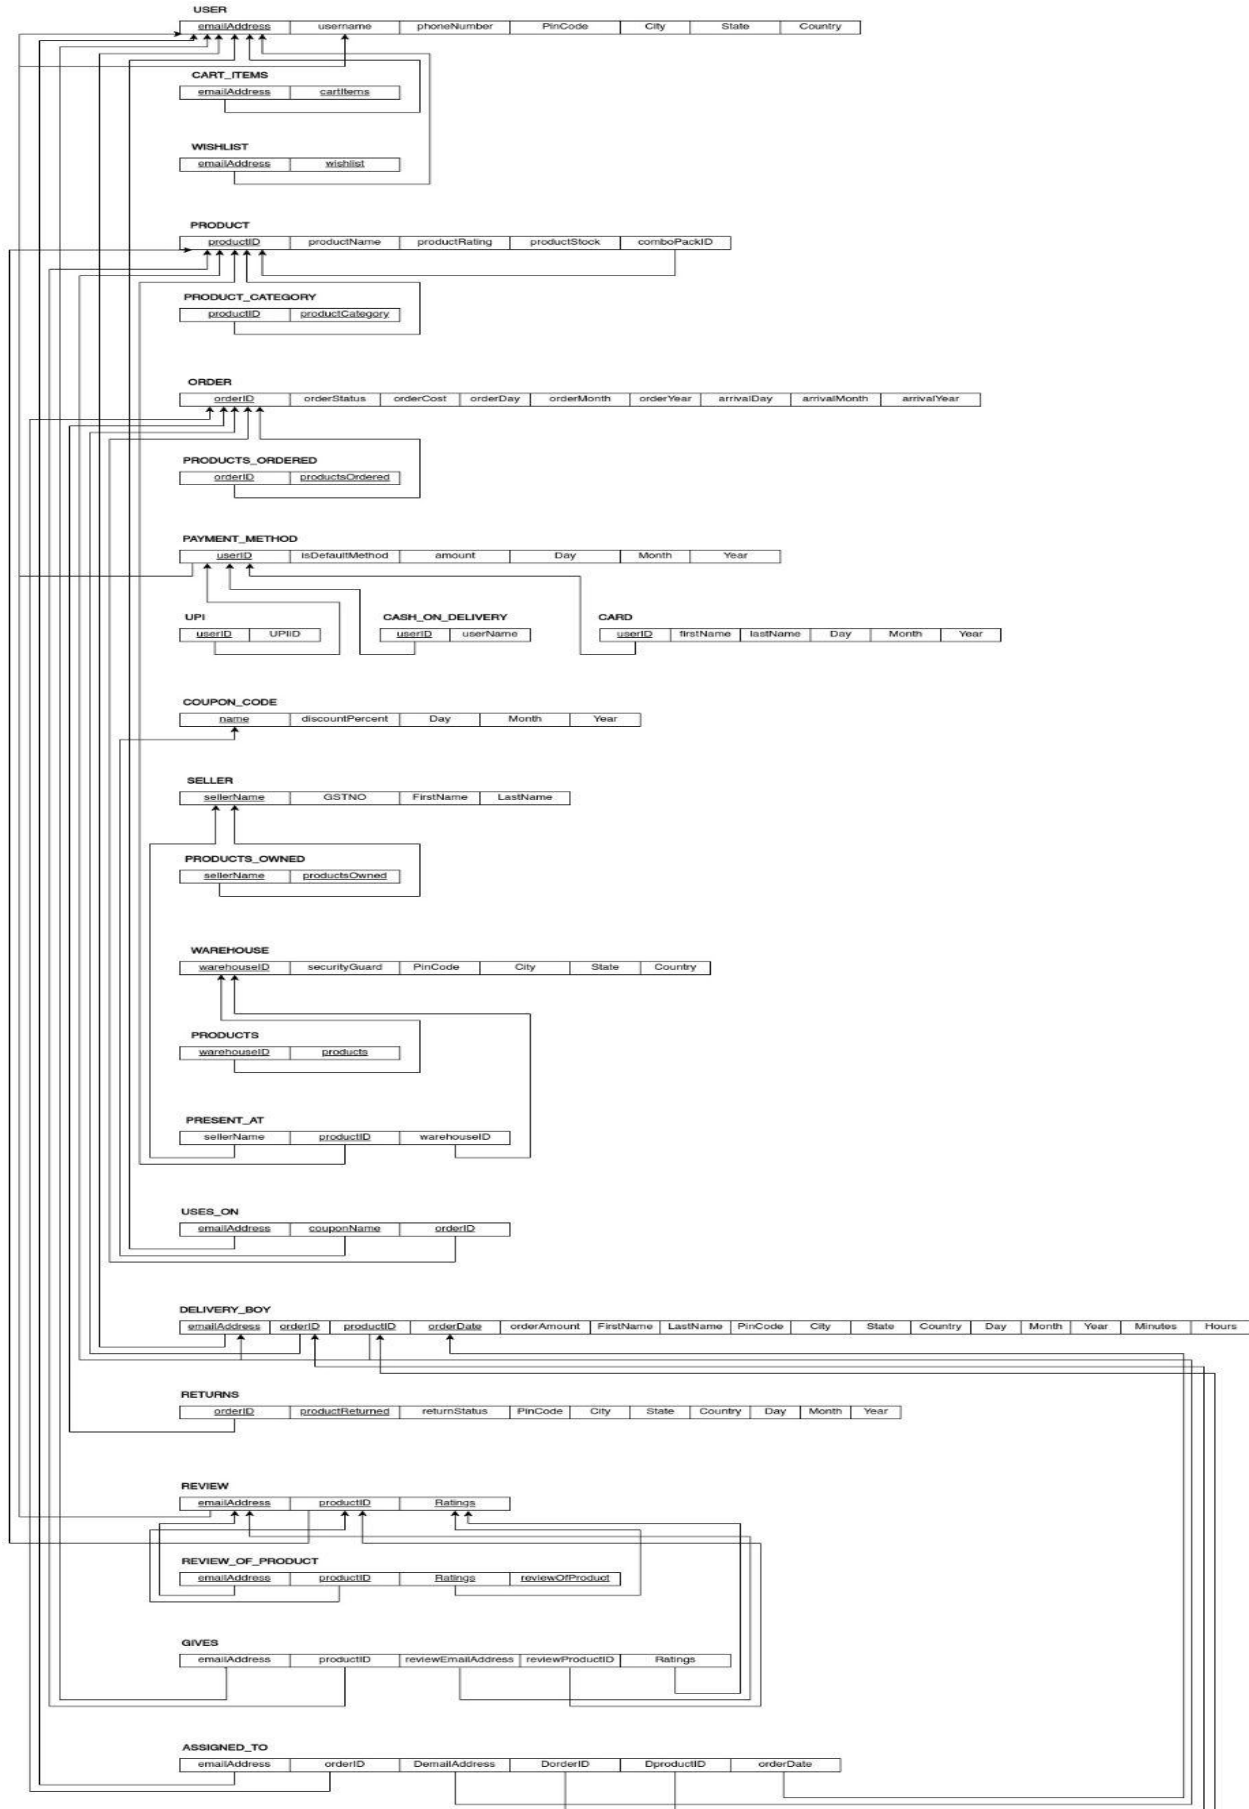 USER
emailAddress username phoneNumber PinCode City State Country
CART_ITEMS
emailAddress cartItems
WISHLIST
emailAddress wishlist
PRODUCT
productID productName productRating productStock comboPackID
PRODUCT_CATEGORY
productID productCategory
ORDER
orderID orderStatus orderCost orderDay orderMonth orderYear arrivalDay arrivalMonth arrivalYear
PRODUCTS_ORDERED
orderID productsOrdered
PAYMENT_METHOD
userID isDefaultMethod amount Day Month Year
UPI CASH_ON_DELIVERY CARD
userID UPIID userID userName userID firstName lastName Day Month Year
COUPON_CODE
name discountPercent Day Month Year
SELLER
sellerName GSTNO FirstName LastName
PRODUCTS_OWNED
sellerName productsOwned
WAREHOUSE
warehouseID securityGuard PinCode City State Country
PRODUCTS
warehouseID products
PRESENT_AT
sellerName productID warehouseID
USES_ON
emailAddress couponName orderID
DELIVERY_BOY
emailAddress orderID productID orderDate orderAmount FirstName LastName PinCode City State Country Day Month Year Minutes Hours
RETURNS
orderID productReturned returnStatus PinCode City State Country Day Month Year
REVIEW
emailAddress productID Ratings
REVIEW_OF_PRODUCT
emailAddress productID Ratings reviewOfProduct
GIVES
emailAddress productID reviewEmailAddress reviewProductID Ratings
ASSIGNED_TO
emailAddress orderID DemailAddress DorderID DproductID orderDate